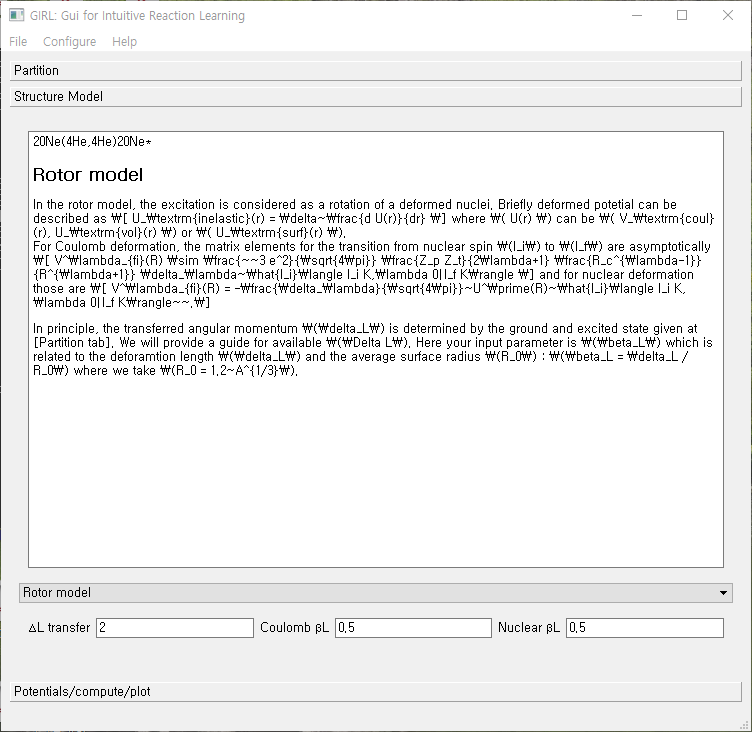 GIRL: Gui for Intuitive Reaction Learning
File Configure Help
Partition
Structure Model
20Ne(4He,4He)20Ne*
Rotor model
In the rotor model, the excitation is considered as a rotation of a deformed nuclei. Briefly deformed potetial can be
described as ₩[ U_₩textrm{inelastic}(r) = ₩delta~₩frac{d U(r)}{dr} ₩] where ₩( U(r) ₩) can be ₩( V_₩textrm{coul}
(r), U_₩textrm{vol}(r) ₩) or ₩( U_₩textrm{surf}(r) ₩).
For Coulomb deformation, the matrix elements for the transition from nuclear spin ₩(I_i₩) to ₩(I_f₩) are asymptotically
₩[ V^₩lambda_{fi}(R) ₩sim ₩frac{~~3 e^2}{₩sqrt{4₩pi}} ₩frac{Z_p Z_t}{2₩lambda+1} ₩frac{R_c^{₩lambda-1}}
{R^{₩lambda+1}} ₩delta_₩lambda~₩hat{I_i}₩langle I_i K,₩lambda 0|I_f K₩rangle ₩] and for nuclear deformation
those are ₩[ V^₩lambda_{fi}(R) = -₩frac{₩delta_₩lambda}{₩sqrt{4₩pi}}~U^₩prime(R)~₩hat{I_i}₩langle I_i K,
₩lambda 0|I_f K₩rangle~~.₩]
In principle, the transferred angular momentum ₩(₩delta_L₩) is determined by the ground and excited state given at
[Partition tab]. We will provide a guide for available ₩(₩Delta L₩). Here your input parameter is ₩(₩beta_L₩) which is
related to the deforamtion length ₩(₩delta_L₩) and the average surface radius ₩(R_0₩) : ₩(₩beta_L = ₩delta_L /
R_0₩) where we take ₩(R_0 = 1.2~A^{1/3}₩).
Rotor model
ΔL transfer 2 Coulomb βL 0.5 Nuclear βL 0.5
Potentials/compute/plot